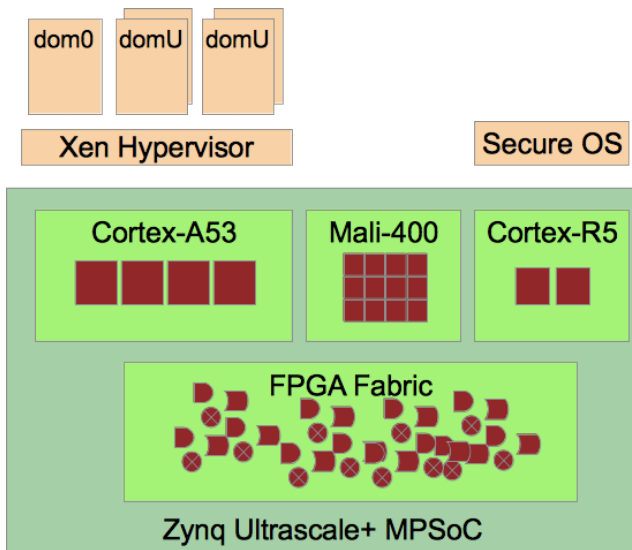 dom0
domU
domU
Xen Hypervisor
Secure OS
Cortex-A53
Mali-400
Cortex-R5
FPGA Fabric
Zynq Ultrascale+ MPSoC